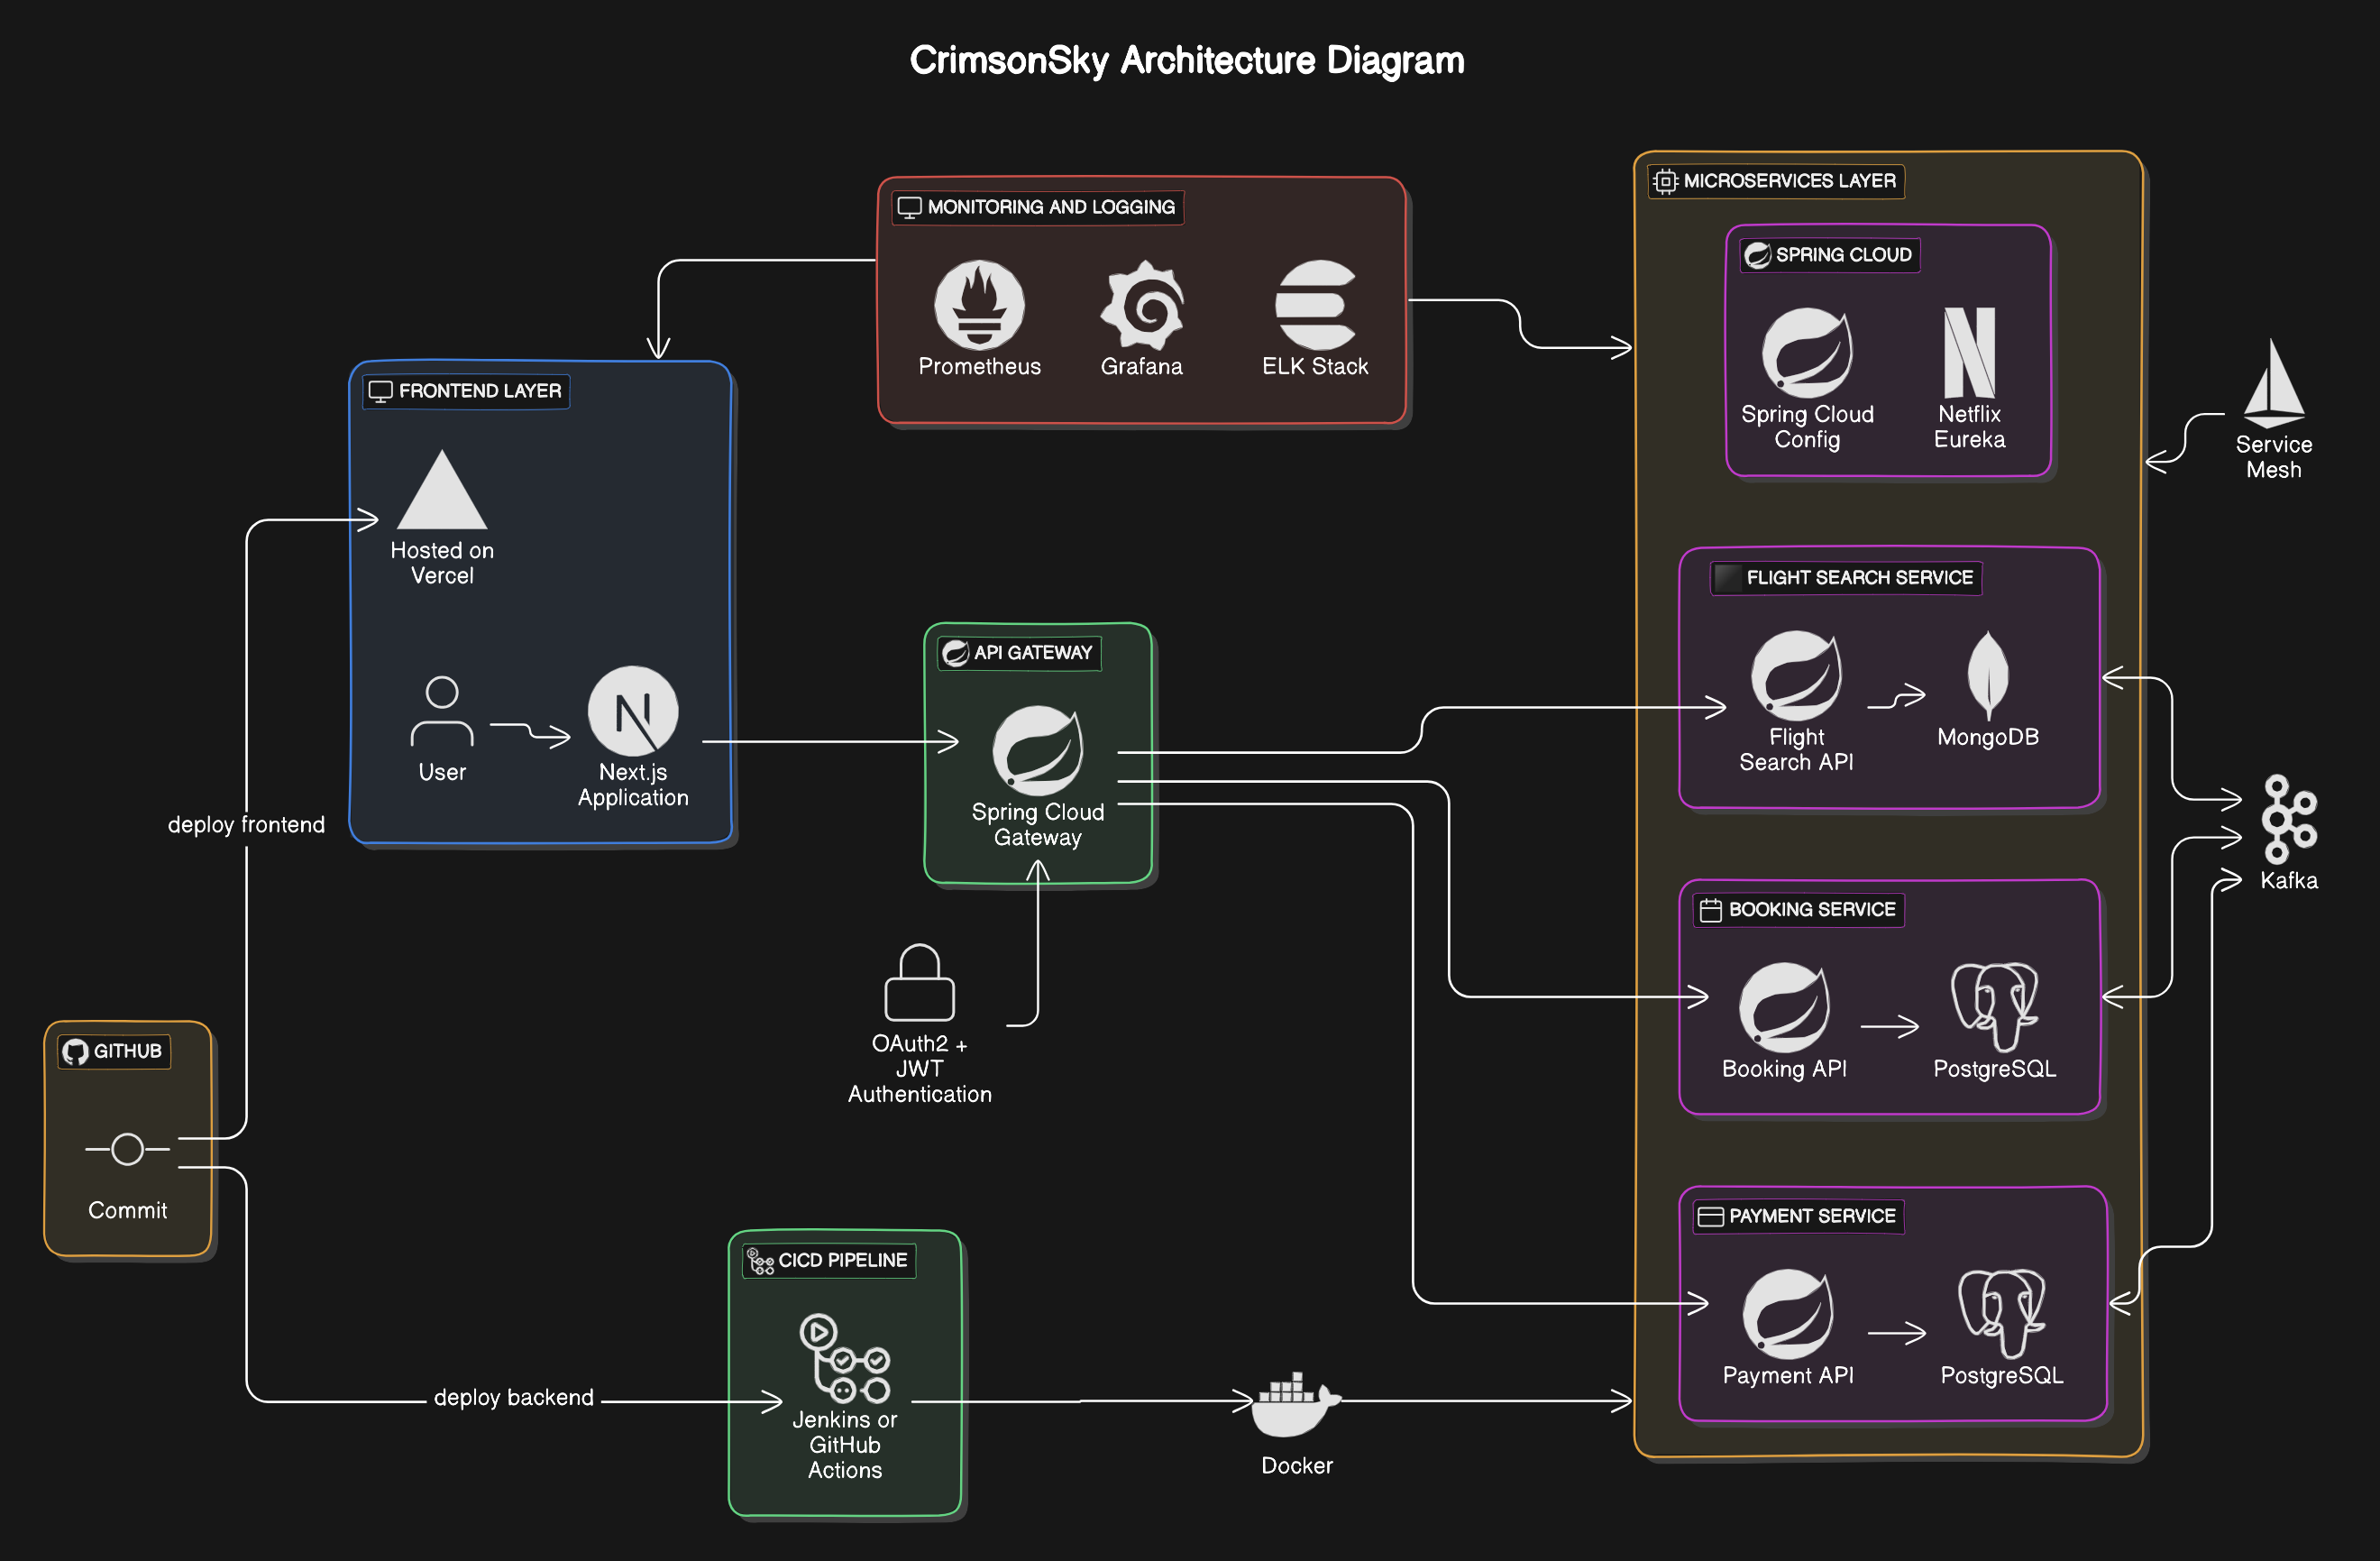 CrimsonSky Architecture Diagram
MONITORING AND LOGGING
Prometheus
Grafana
ELK Stack
MICROSERVICES LAYER
SPRING CLOUD
Spring Cloud
Config
Netflix
Eureka
Service
Mesh
FRONTEND LAYER
Hosted on
Vercel
User
Next.js
Application
API GATEWAY
Spring Cloud
Gateway
FLIGHT SEARCH SERVICE
Flight
Search API
MongoDB
Kafka
deploy frontend
OAuth2 +
JWT
Authentication
BOOKING SERVICE
Booking API
PostgreSQL
GITHUB
Commit
PAYMENT SERVICE
Payment API
PostgreSQL
CICD PIPELINE
deploy backend
Jenkins or
GitHub
Actions
Docker